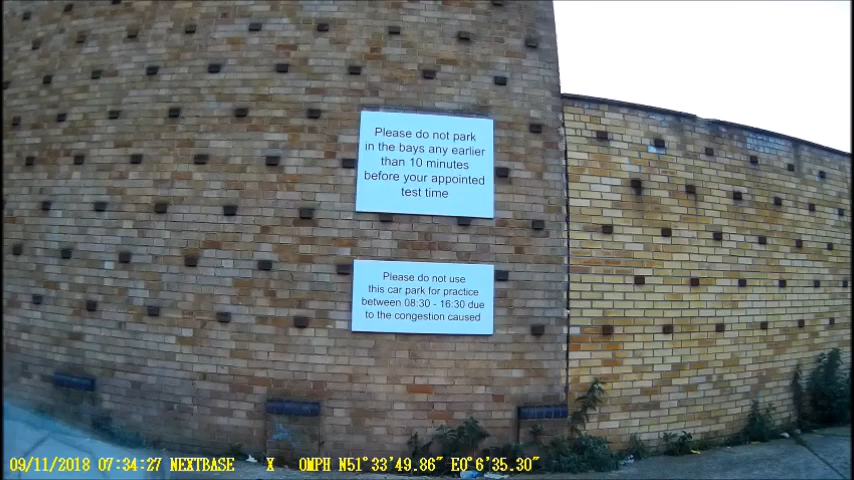 Please do not park
in the bays any earlier
than 10 minutes
before your appointed
test time
Please do not use
this car park for practice
between 08:30 - 16:30 due
to the congestion caused
09/11/2018 07:34:27 NEXTBASE X 0MPH N51°33'49.86" E0°6'35.30"